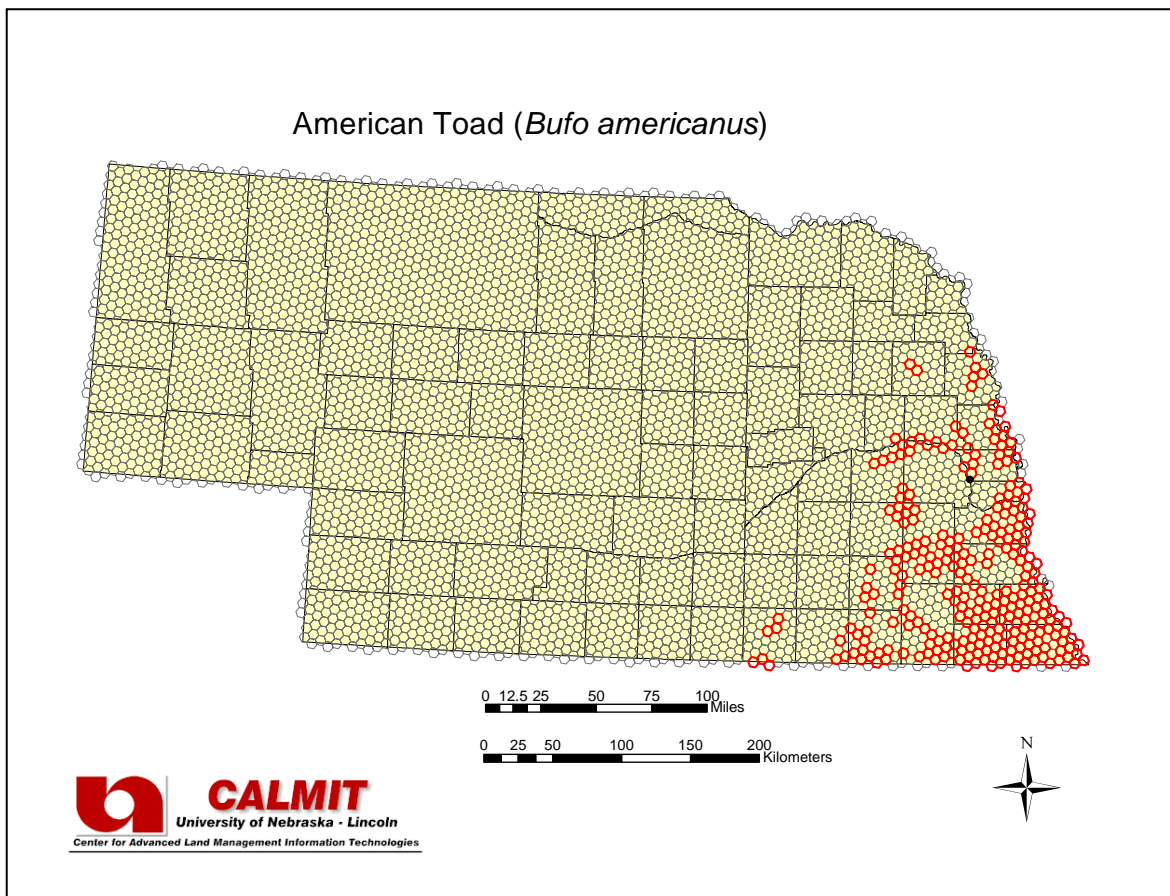 American Toad (Bufo americanus)
0 12.5 25 50 75 100
Miles
0 25 50 100 150 200
Kilometers
N
CALMIT
University of Nebraska - Lincoln
Center for Advanced Land Management Information Technologies